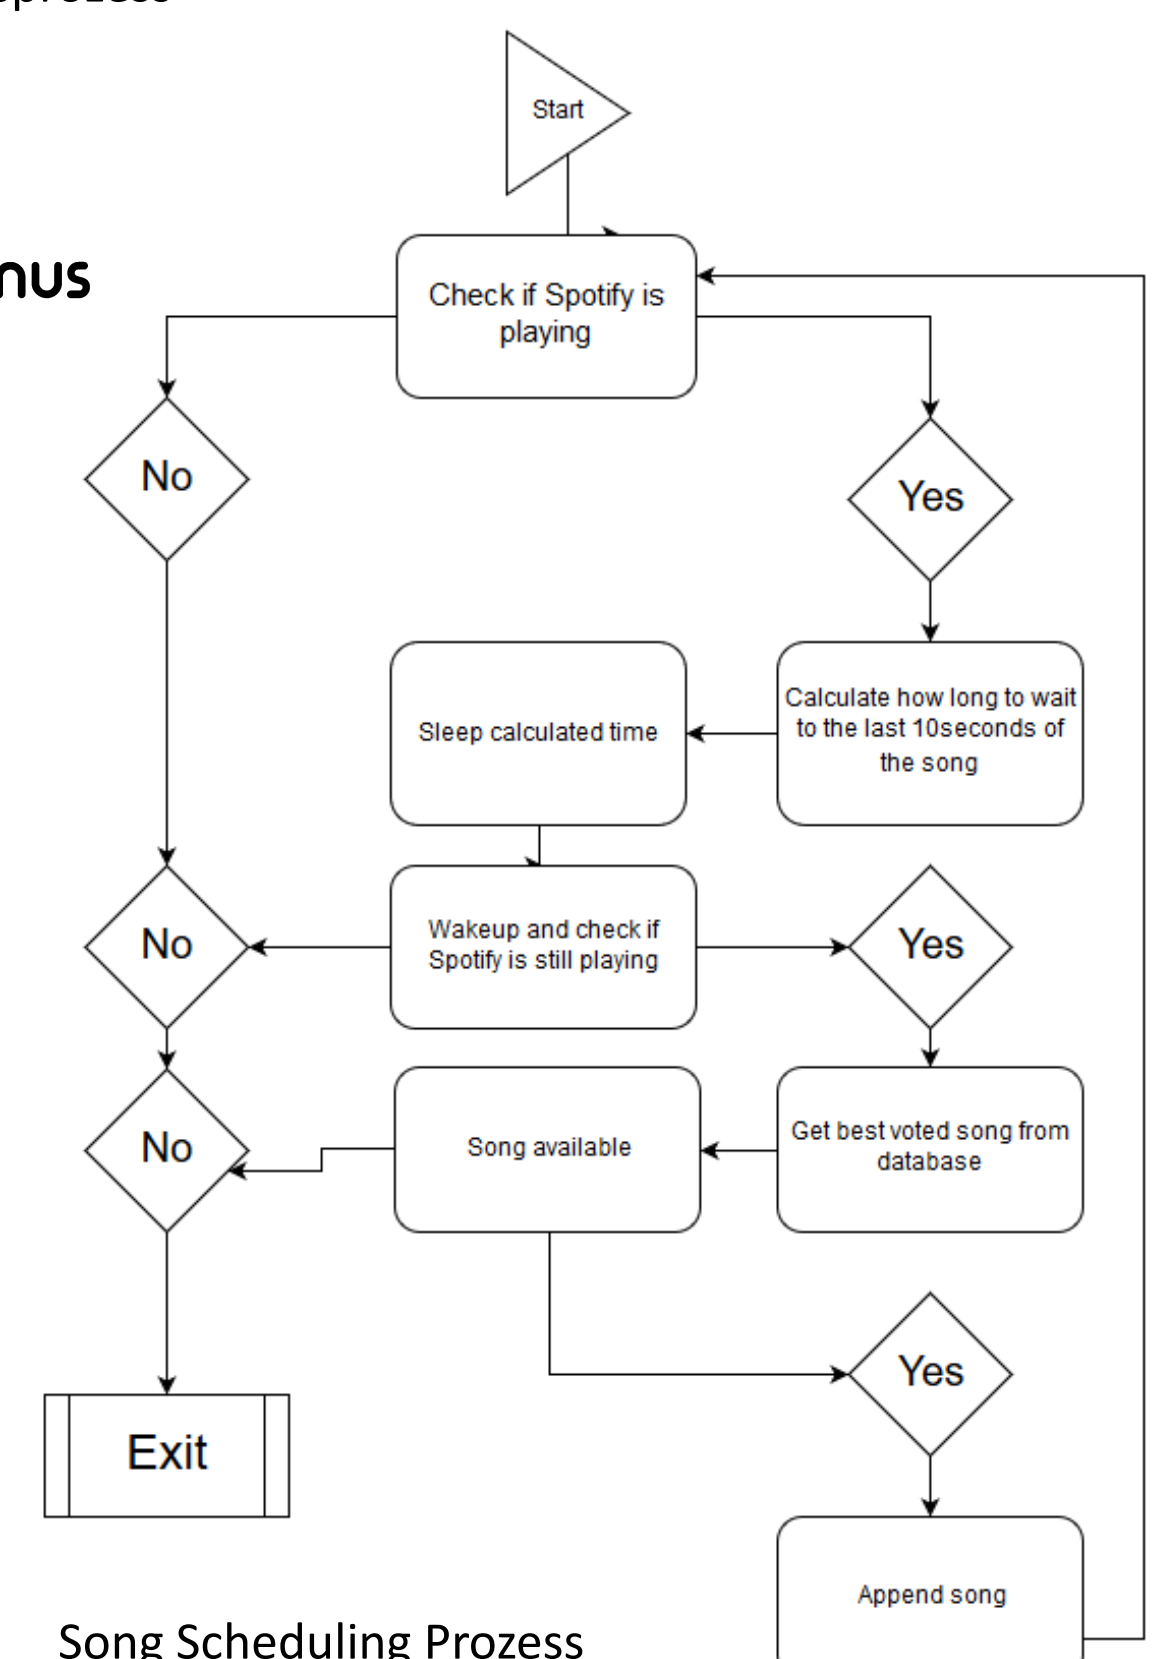 Start
Check if Spotify is
playing
No
Yes
Sleep calculated time
Calculate how long to wait
to the last 10seconds of
the song
No
Wakeup and check if
Spotify is still playing
Yes
No
Song available
Get best voted song from
database
Yes
Exit
Append song
Song Scheduling Prozess